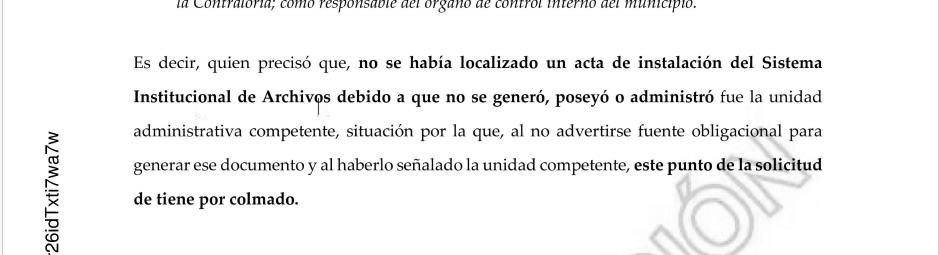 la Contraloría; como responsable del órgano de control interno del municipio.
Es decir, quien precisó que, no se había localizado un acta de instalación del Sistema
Institucional de Archivos debido a que no se generó, poseyó o administró fue la unidad
administrativa competente, situación por la que, al no advertirse fuente obligacional para
generar ese documento y al haberlo señalado la unidad competente, este punto de la solicitud
de tiene por colmado.
r26idTxti7wa7w
IÓN